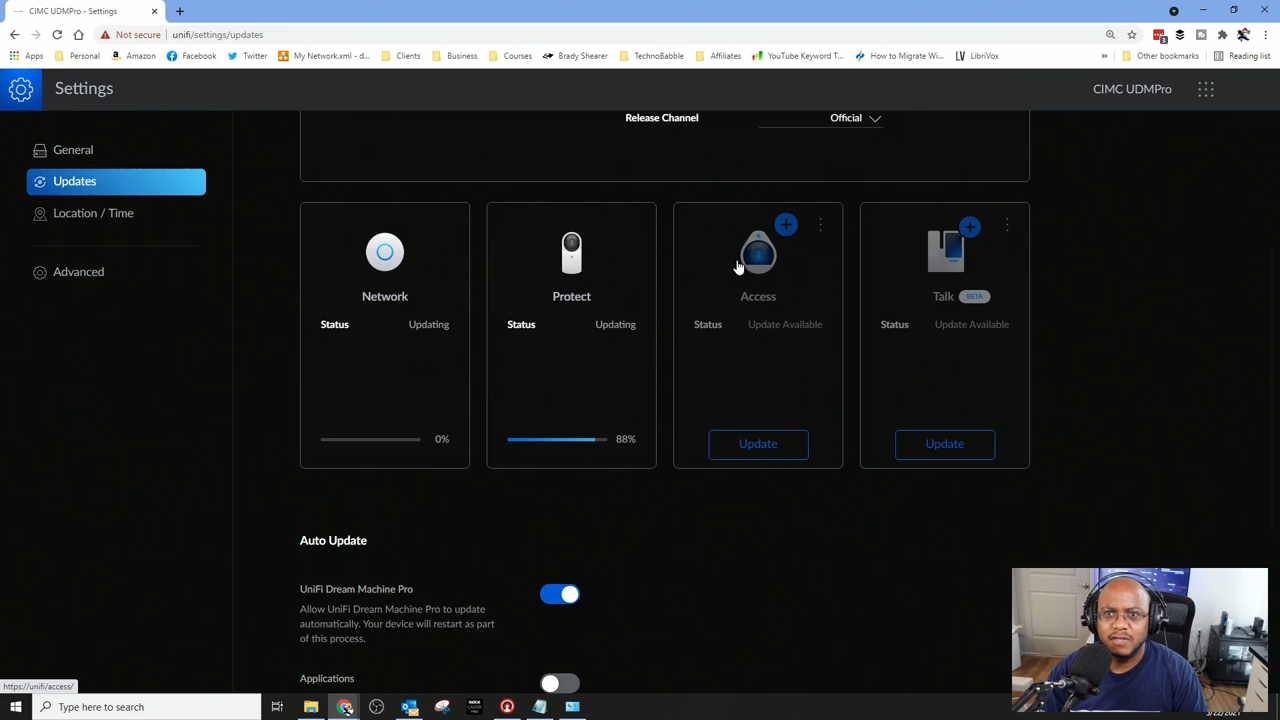 CIMC UDMPro - Settings
Not secure
unifi/settings/updates
Apps
Personal
Amazon
Facebook
Twitter
My Network.xml - d...
Clients
Business
Courses
Brady Shearer
TechnoBabble
Affiliates
YouTube Keyword T...
How to Migrate Wi...
LibriVox
»
Other bookmarks
Reading list
Settings
CIMC UDMPro
General
Updates
Location / Time
Advanced
Release Channel
Official
Network
Status Updating
0%
Protect
Status Updating
88%
Access
Status Update Available
Update
Talk BETA
Status Update Available
Update
Auto Update
UniFi Dream Machine Pro
Allow UniFi Dream Machine Pro to update
automatically. Your device will restart as part
of this process.
Applications
https://unifi/access/
Type here to search